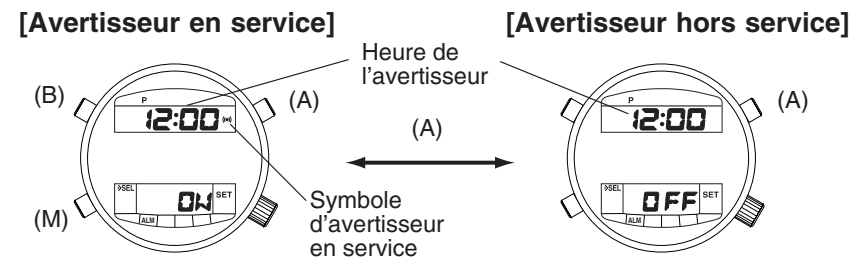 [Avertisseur en service]
[Avertisseur hors service]
Heure de
l'avertisseur
(B)
(A)
P
12:00
SEL
ON
SET
ALM
(M)
Symbole
d'avertisseur
en service
(A)
P
12:00
(A)
SEL
OFF
SET
ALM